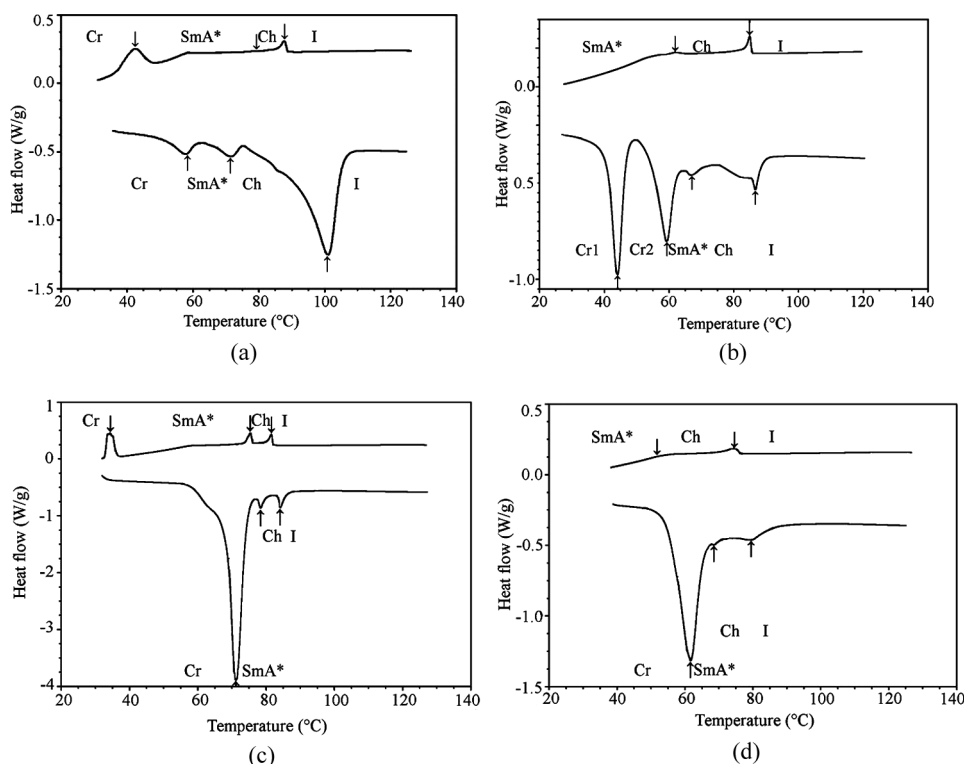 0.5
0.0
-0.5
-1.0
-1.5
Heat flow (W/g)
Cr SmA* Ch I
Cr SmA* Ch I
20 40 60 80 100 120 140
Temperature (°C)
(a)
0.0
0.5
-1.0
Heat flow (W/g)
SmA* Ch I
Cr1 Cr2 SmA* Ch I
20 40 60 80 100 120 140
Temperature (°C)
(b)
1
0
-1
-2
-3
-4
Heat flow (W/g)
Cr SmA* Ch I
Ch I
Cr SmA*
20 40 60 80 100 120 140
Temperature (°C)
(c)
0.5
0.0
-0.5
-1.0
-1.5
Heat flow (W/g)
SmA* Ch I
Ch I
Cr SmA*
20 40 60 80 100 120 140
Temperature (°C)
(d)